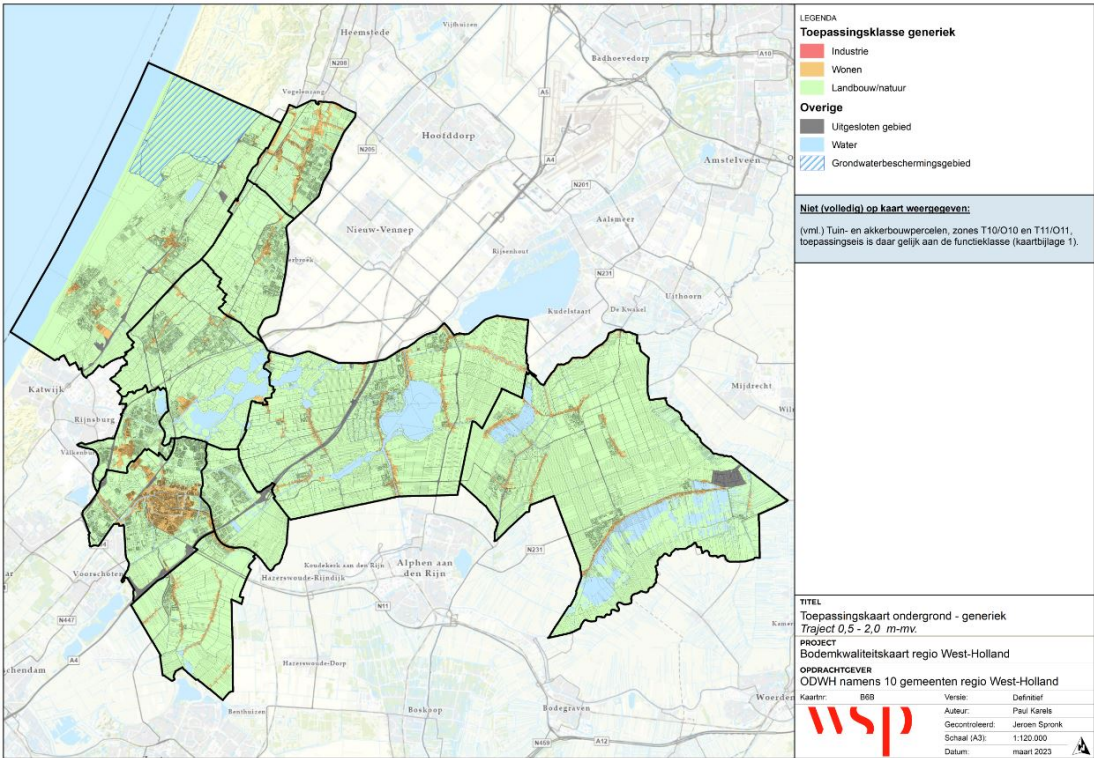 Vijfhuizen
Heemstede
Badhoevedorp
A10
N208
A5
Vogelenzang
Hoofddorp
N205
A4
Amstelveen
N201
Aalsmeer
Nieuw-Vennep
Rijsenhout
N231
Uithoorn
Kudelstaart
De Kwakel
Katwijk
Mijdrecht
Rijnsburg
Valkenburg
N231
Alphen aan
den Rijn
Koudekerk aan den Rijn
Hazerswoude-Rijndijk
Voorschoten
N11
N447
A4
Hazerswoude-Dorp
Woerden
Benthuizen
Boskoop
Bodegraven
N459
A12
LEGENDA
Toepassingsklasse generiek
Industrie
Wonen
Landbouw/natuur
Overige
Uitgesloten gebied
Water
Grondwaterbeschermingsgebied
Niet (volledig) op kaart weergegeven:
(vml.) Tuin- en akkerbouwpercelen, zones T10/O10 en T11/O11,
toepassingseis is daar gelijk aan de functieklasse (kaartbijlage 1).
TITEL
Toepassingskaart ondergrond - generiek
Traject 0,5 - 2,0 m-mv.
PROJECT
Bodemkwaliteitskaart regio West-Holland
OPDRACHTGEVER
ODWH namens 10 gemeenten regio West-Holland
Kaartnr: B6B Versie: Definitief
Auteur: Paul Karels
Gecontroleerd: Jeroen Spronk
Schaal (A3): 1:120.000
Datum: maart 2023
wsp